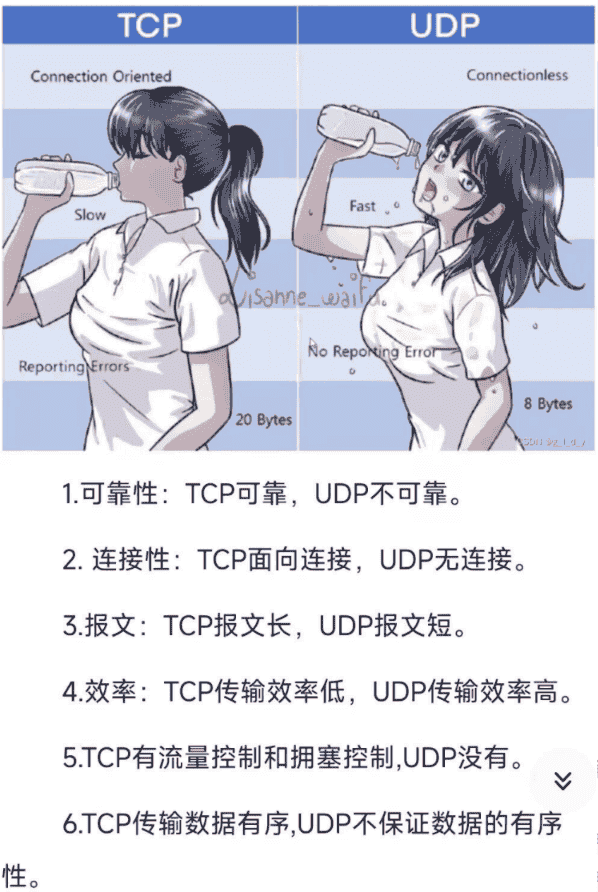 TCP
UDP
Connection Oriented
Connectionless
Slow
Fast
Reporting Errors
No Reporting Error
20 Bytes
8 Bytes
1.可靠性：TCP可靠，UDP不可靠。
2. 连接性：TCP面向连接，UDP无连接。
3.报文：TCP报文长，UDP报文短。
4.效率：TCP传输效率低，UDP传输效率高。
5.TCP有流量控制和拥塞控制,UDP没有。
6.TCP传输数据有序,UDP不保证数据的有序
性。